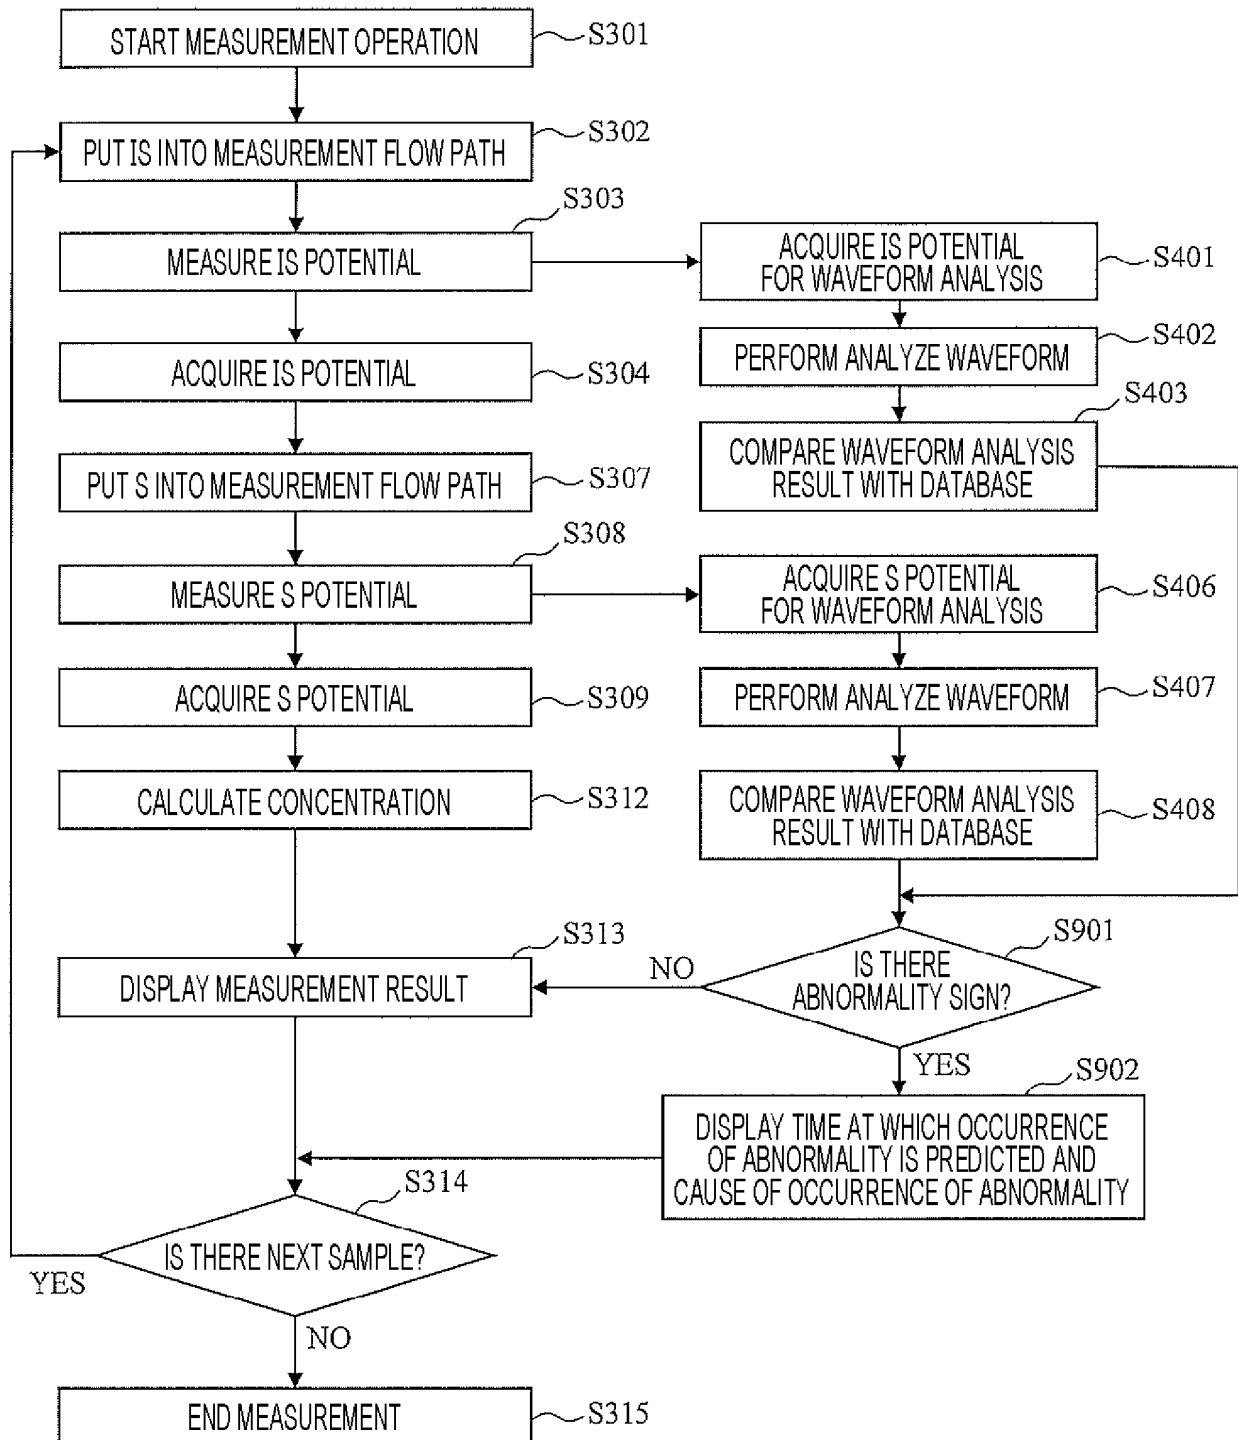 START MEASUREMENT OPERATION
S301
PUT IS INTO MEASUREMENT FLOW PATH
S302
MEASURE IS POTENTIAL
S303
ACQUIRE IS POTENTIAL
FOR WAVEFORM ANALYSIS
S401
PERFORM ANALYZE WAVEFORM
S402
ACQUIRE IS POTENTIAL
S304
COMPARE WAVEFORM ANALYSIS
RESULT WITH DATABASE
S403
PUT S INTO MEASUREMENT FLOW PATH
S307
MEASURE S POTENTIAL
S308
ACQUIRE S POTENTIAL
FOR WAVEFORM ANALYSIS
S406
ACQUIRE S POTENTIAL
S309
PERFORM ANALYZE WAVEFORM
S407
CALCULATE CONCENTRATION
S312
COMPARE WAVEFORM ANALYSIS
RESULT WITH DATABASE
S408
DISPLAY MEASUREMENT RESULT
S313
NO
IS THERE
ABNORMALITY SIGN?
S901
YES
DISPLAY TIME AT WHICH OCCURRENCE
OF ABNORMALITY IS PREDICTED AND
CAUSE OF OCCURRENCE OF ABNORMALITY
S902
IS THERE NEXT SAMPLE?
S314
YES
NO
END MEASUREMENT
S315